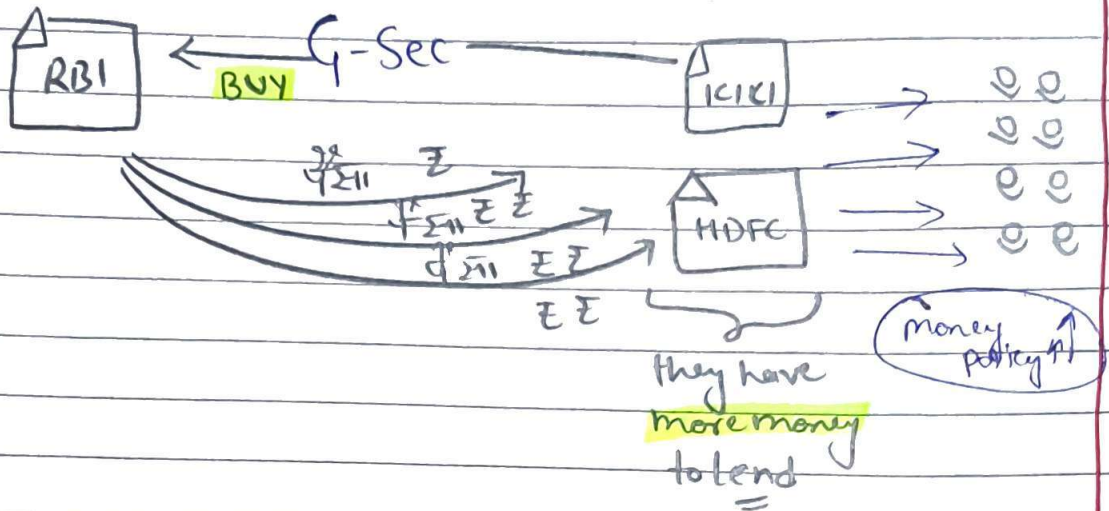 RBI
G-Sec
BUY
ICICI
पैसा ₹
पैसा ₹ ₹
पैसा ₹ ₹
₹ ₹
HDFC
they have
more money
to lend
money
policy ↑